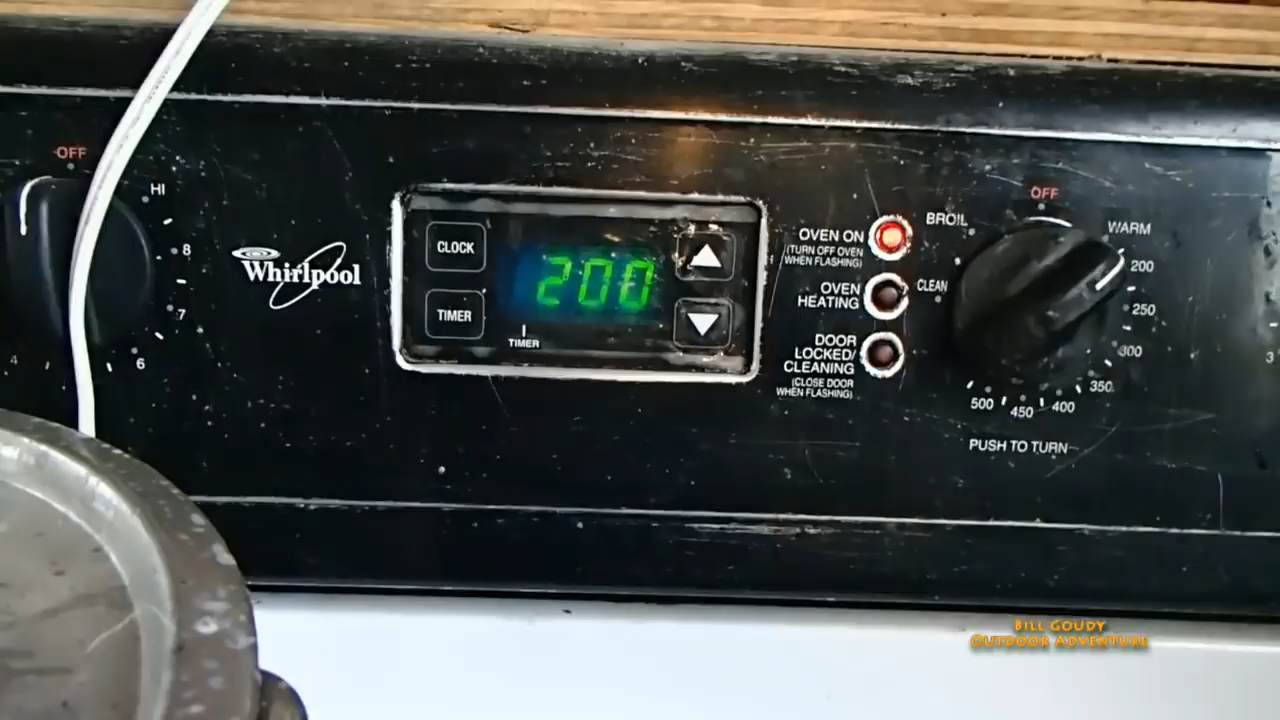 OFF
HI
8
7
6
4
Whirlpool
CLOCK
TIMER
200
TIMER
OVEN ON
(TURN OFF OVEN
WHEN FLASHING)
OVEN
HEATING
DOOR
LOCKED/
CLEANING
(CLOSE DOOR
WHEN FLASHING)
OFF
BROIL
CLEAN
WARM
200
250
300
350
400
450
500
PUSH TO TURN
3
BILL GOUDY
OUTDOOR ADVENTURE